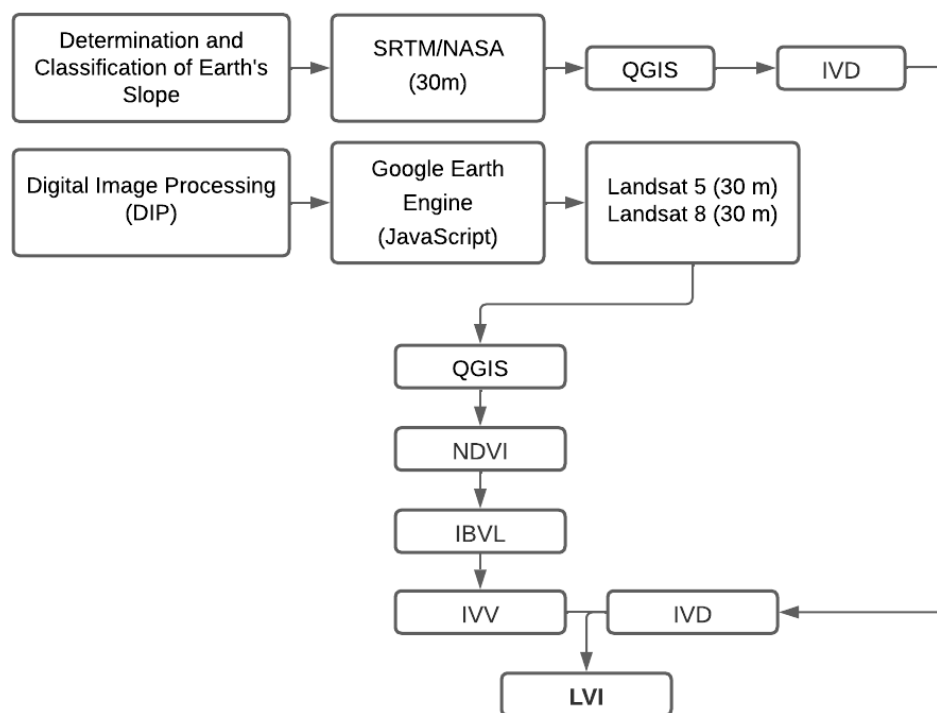 Determination and
Classification of Earth's
Slope
SRTM/NASA
(30m)
QGIS
IVD
Digital Image Processing
(DIP)
Google Earth
Engine
(JavaScript)
Landsat 5 (30 m)
Landsat 8 (30 m)
QGIS
NDVI
IBVL
IVV
IVD
LVI